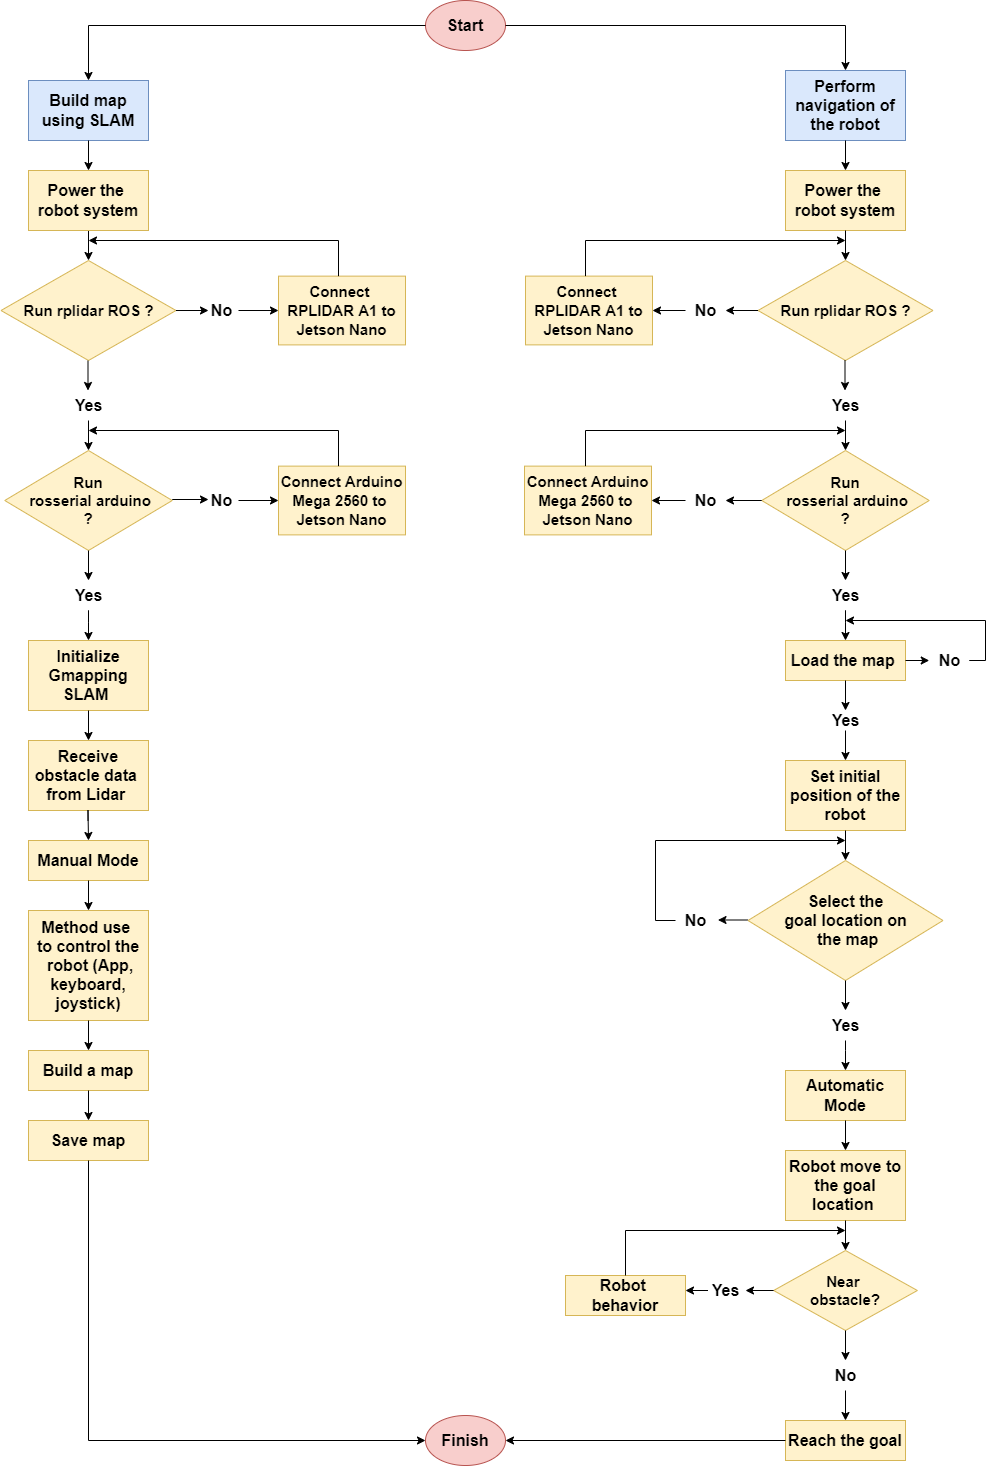 Start
Build map
using SLAM
Power the
robot system
Run rplidar ROS ?
No
Connect
RPLIDAR A1 to
Jetson Nano
Yes
Run
rosserial arduino
?
No
Connect Arduino
Mega 2560 to
Jetson Nano
Yes
Initialize
Gmapping
SLAM
Receive
obstacle data
from Lidar
Manual Mode
Method use
to control the
robot (App,
keyboard,
joystick)
Build a map
Save map
Perform
navigation of
the robot
Power the
robot system
Run rplidar ROS ?
No
Connect
RPLIDAR A1 to
Jetson Nano
Yes
Run
rosserial arduino
?
No
Connect Arduino
Mega 2560 to
Jetson Nano
Yes
Load the map
No
Yes
Set initial
position of the
robot
Select the
goal location on
the map
No
Yes
Automatic
Mode
Robot move to
the goal
location
Near
obstacle?
Yes
Robot
behavior
No
Reach the goal
Finish